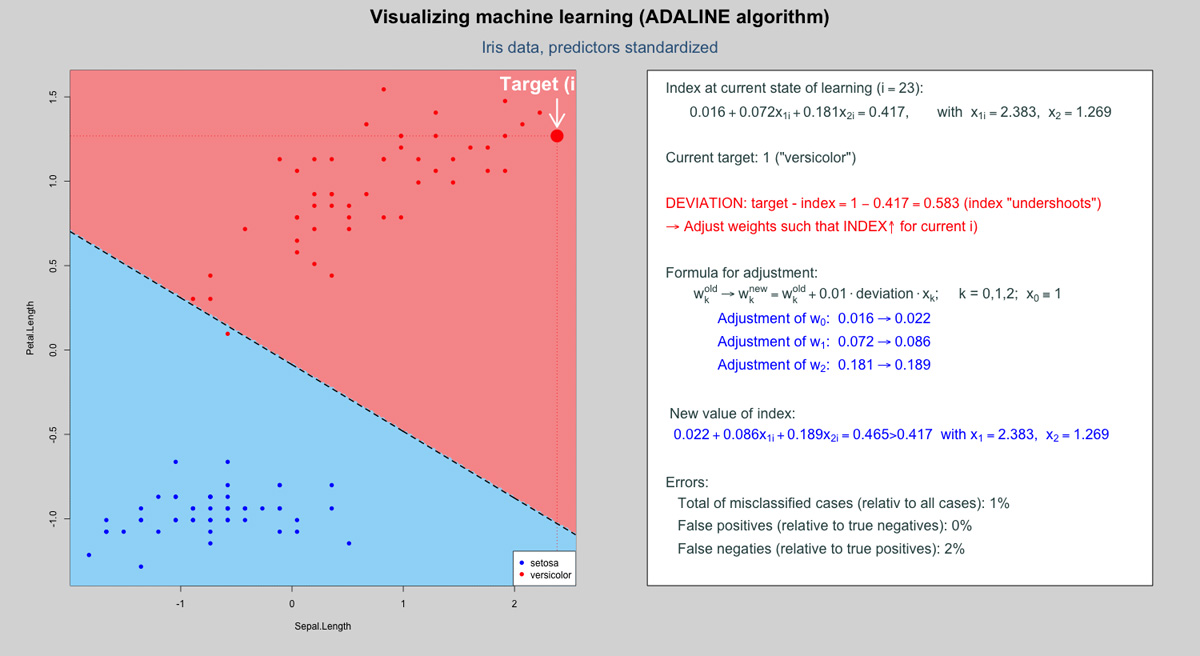 Visualizing machine learning (ADALINE algorithm)
Iris data, predictors standardized
Target (i
1.5
1.0
0.5
0.0
-0.5
-1.0
Petal.Length
-1
0
1
2
Sepal.Length
setosa
versicolor
Index at current state of learning (i = 23):
0.016 + 0.072x₁ᵢ + 0.181x₂ᵢ = 0.417, with x₁ᵢ = 2.383, x₂ = 1.269
Current target: 1 ("versicolor")
DEVIATION: target - index = 1 − 0.417 = 0.583 (index "undershoots")
→ Adjust weights such that INDEX↑ for current i)
Formula for adjustment:
wₖ^old → wₖ^new = wₖ^old + 0.01 · deviation · xₖ; k = 0,1,2; x₀ ≡ 1
Adjustment of w₀: 0.016 → 0.022
Adjustment of w₁: 0.072 → 0.086
Adjustment of w₂: 0.181 → 0.189
New value of index:
0.022 + 0.086x₁ᵢ + 0.189x₂ᵢ = 0.465>0.417 with x₁ = 2.383, x₂ = 1.269
Errors:
Total of misclassified cases (relativ to all cases): 1%
False positives (relative to true negatives): 0%
False negaties (relative to true positives): 2%